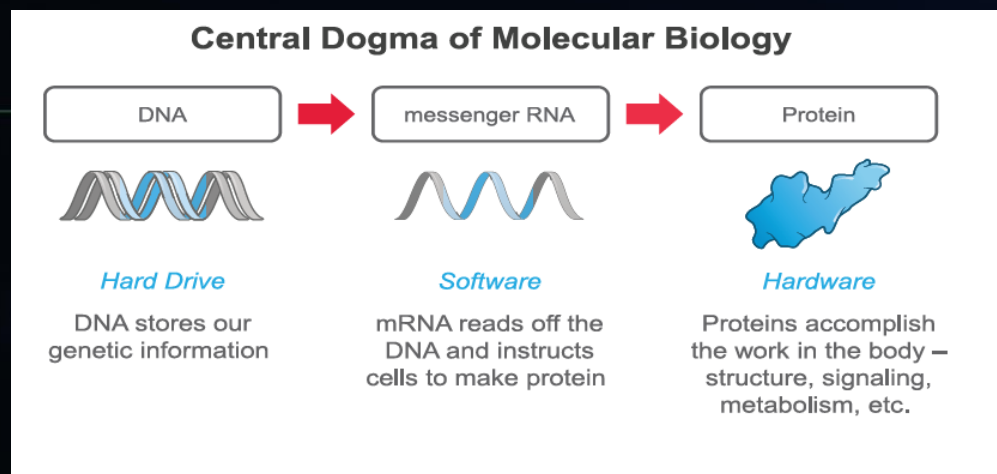 Central Dogma of Molecular Biology
DNA
messenger RNA
Protein
Hard Drive
DNA stores our
genetic information
Software
mRNA reads off the
DNA and instructs
cells to make protein
Hardware
Proteins accomplish
the work in the body –
structure, signaling,
metabolism, etc.